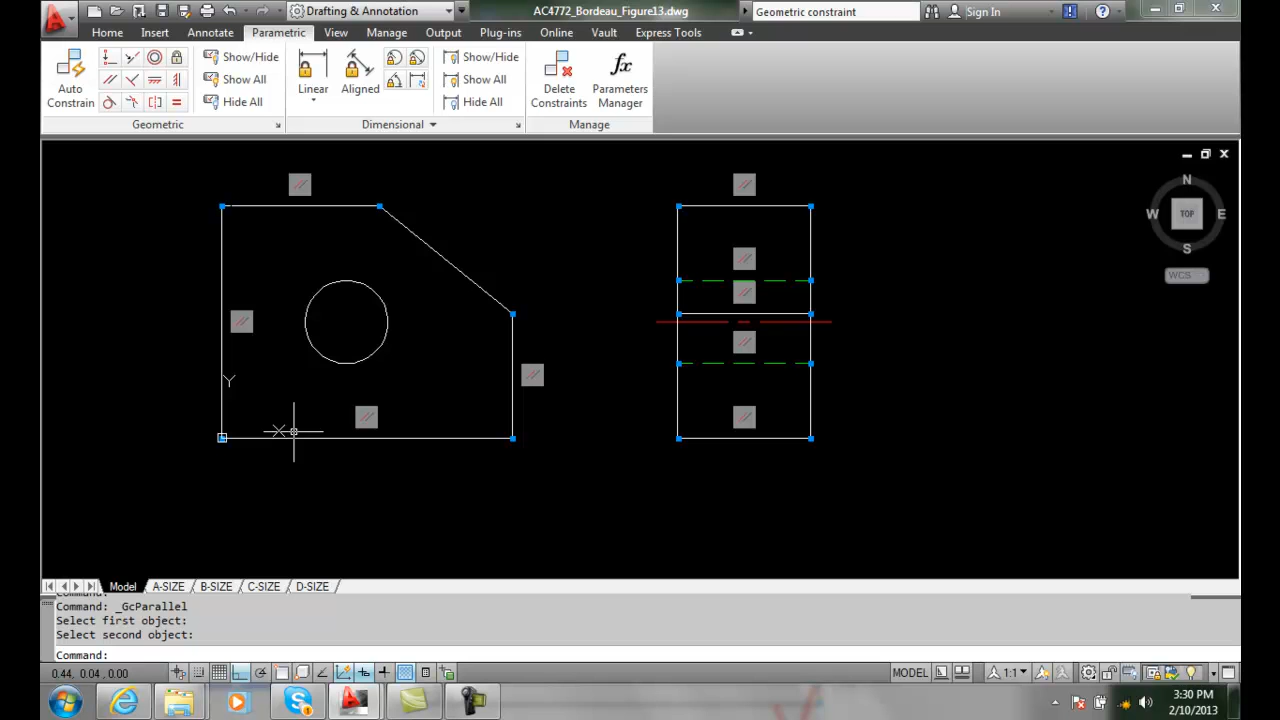 Drafting & Annotation
AC4772_Bordeau_Figure13.dwg
Geometric constraint
Sign In
Home
Insert
Annotate
Parametric
View
Manage
Output
Plug-ins
Online
Vault
Express Tools
Auto
Constrain
Show/Hide
Show All
Hide All
Linear
Aligned
Show/Hide
Show All
Hide All
Delete
Constraints
fx
Parameters
Manager
Geometric
Dimensional
Manage
N
W
TOP
E
S
WCS
Y
X
Model
A-SIZE
B-SIZE
C-SIZE
D-SIZE
Command: _GcParallel
Select first object:
Select second object:
Command:
0.44, 0.04 , 0.00
MODEL
1:1
3:30 PM
2/10/2013